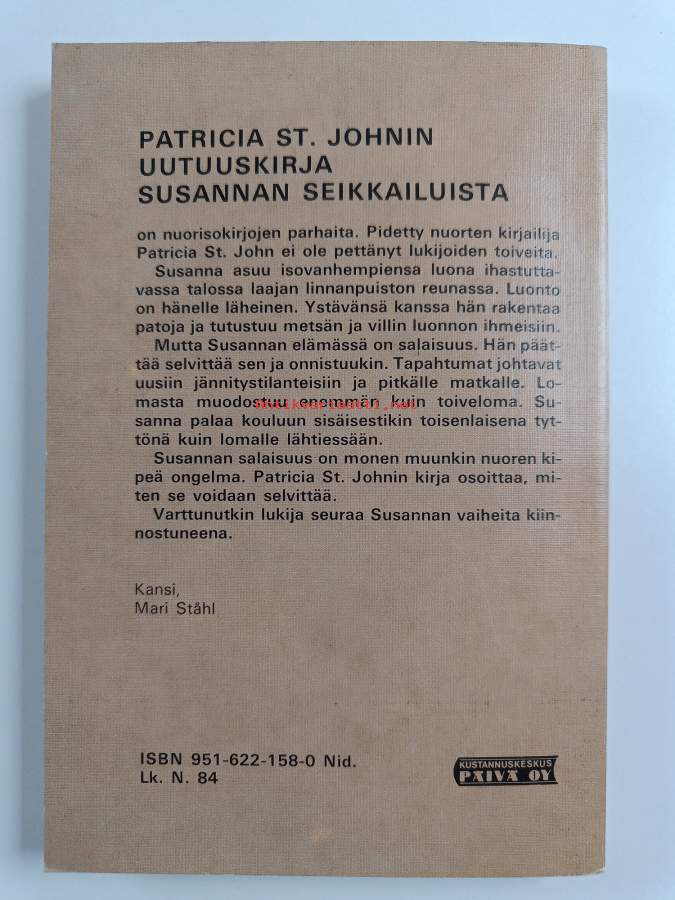 PATRICIA ST. JOHNIN
UUTUUSKIRJA
SUSANNAN SEIKKAILUISTA
on nuorisokirjojen parhaita. Pidetty nuorten kirjailija
Patricia St. John ei ole pettänyt lukijoiden toiveita.
Susanna asuu isovanhempiensa luona ihastutta-
vassa talossa laajan linnanpuiston reunassa. Luonto
on hänelle läheinen. Ystävänsä kanssa hän rakentaa
patoja ja tutustuu metsän ja villin luonnon ihmeisiin.
Mutta Susannan elämässä on salaisuus. Hän päät-
tää selvittää sen ja onnistuukin. Tapahtumat johtavat
uusiin jännitystilanteisiin ja pitkälle matkalle. Lo-
masta muodostuu enemmän kuin toiveloma. Su-
Antikvariaatti.net
sanna palaa kouluun sisäisestikin toisenlaisena tyt-
tönä kuin lomalle lähtiessään.
Susannan salaisuus on monen muunkin nuoren ki-
peä ongelma. Patricia St. Johnin kirja osoittaa, mi-
ten se voidaan selvittää.
Varttunutkin lukija seuraa Susannan vaiheita kiin-
nostuneena.
Kansi,
Mari Ståhl
ISBN 951-622-158-0 Nid.
Lk. N. 84
KUSTANNUSKESKUS
PÄIVÄ OY